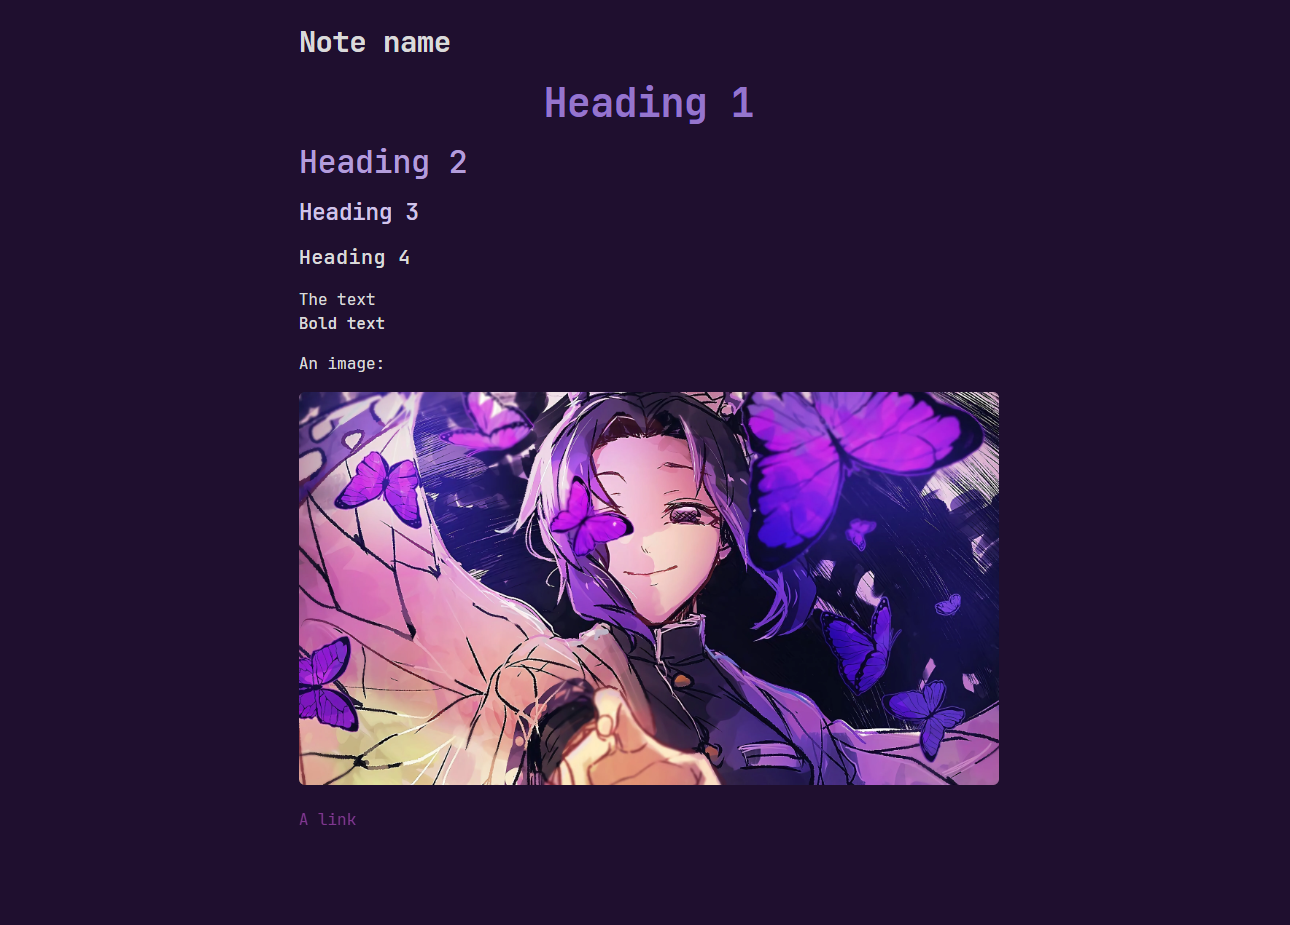 Note name
Heading 1
Heading 2
Heading 3
Heading 4
The text
Bold text
An image:
A link